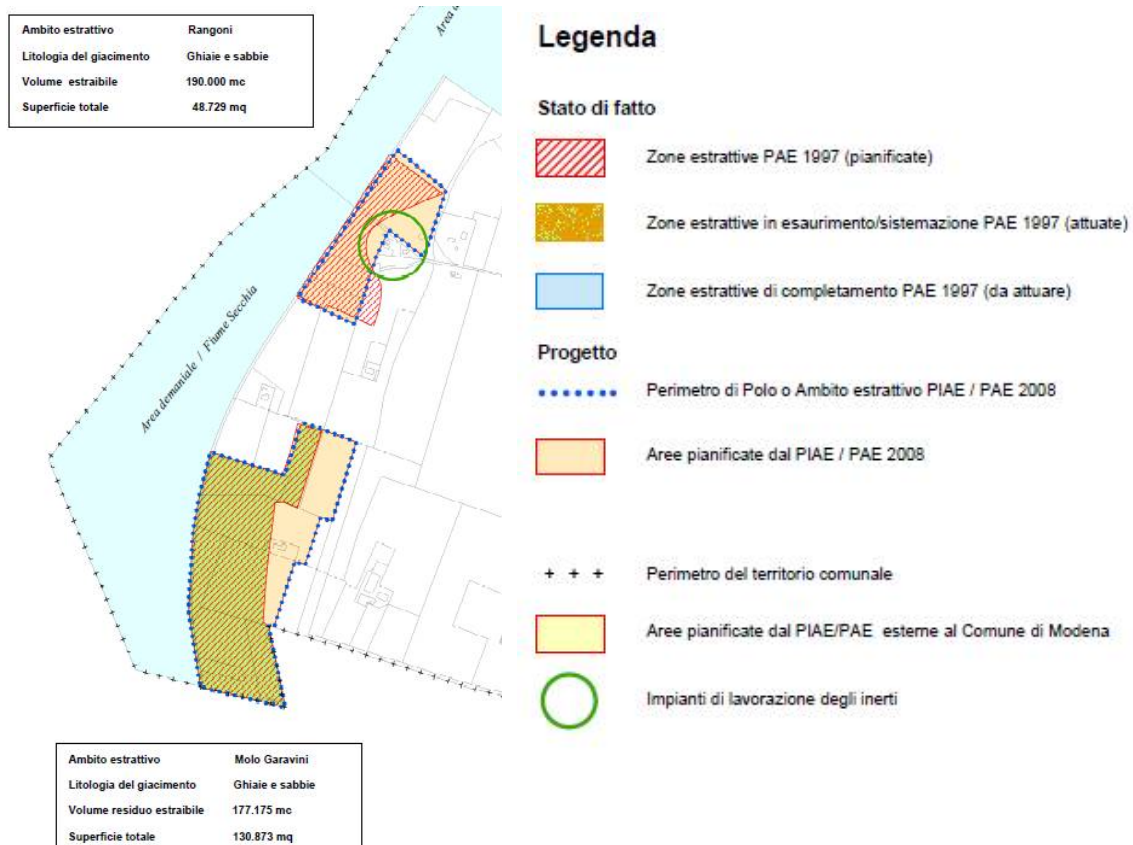 Ambito estrattivo Rangoni
Litologia del giacimento Ghiaie e sabbie
Volume estraibile 190.000 mc
Superficie totale 48.729 mq
Area demaniale / Fiume Secchia
Ambito estrattivo Molo Garavini
Litologia del giacimento Ghiaie e sabbie
Volume residuo estraibile 177.175 mc
Superficie totale 130.873 mq
Legenda
Stato di fatto
Zone estrattive PAE 1997 (pianificate)
Zone estrattive in esaurimento/sistemazione PAE 1997 (attuate)
Zone estrattive di completamento PAE 1997 (da attuare)
Progetto
Perimetro di Polo o Ambito estrattivo PIAE / PAE 2008
Aree pianificate dal PIAE / PAE 2008
Perimetro del territorio comunale
Aree pianificate dal PIAE/PAE esterne al Comune di Modena
Impianti di lavorazione degli inerti